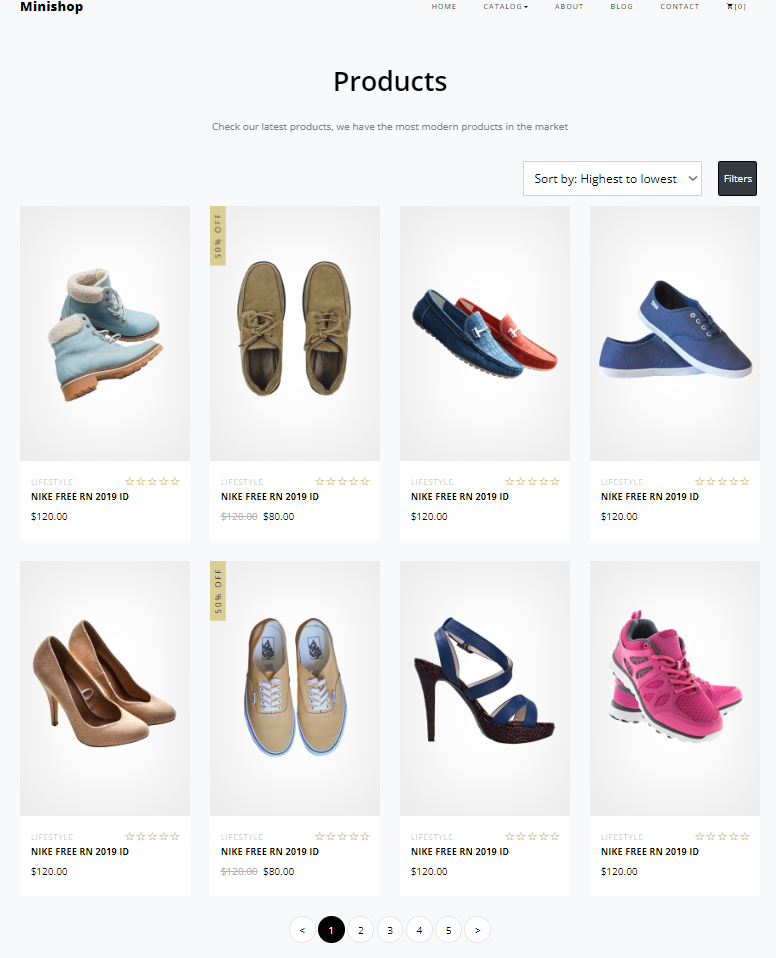 Minishop
HOME CATALOG ABOUT BLOG CONTACT [0]
Products
Check our latest products, we have the most modern products in the market
Sort by: Highest to lowest
Filters
50% OFF
LIFESTYLE
NIKE FREE RN 2019 ID
$120.00
LIFESTYLE
NIKE FREE RN 2019 ID
$120.00 $80.00
LIFESTYLE
NIKE FREE RN 2019 ID
$120.00
LIFESTYLE
NIKE FREE RN 2019 ID
$120.00
50% OFF
VANS
LIFESTYLE
NIKE FREE RN 2019 ID
$120.00
LIFESTYLE
NIKE FREE RN 2019 ID
$120.00 $80.00
LIFESTYLE
NIKE FREE RN 2019 ID
$120.00
LIFESTYLE
NIKE FREE RN 2019 ID
$120.00
< 1 2 3 4 5 >